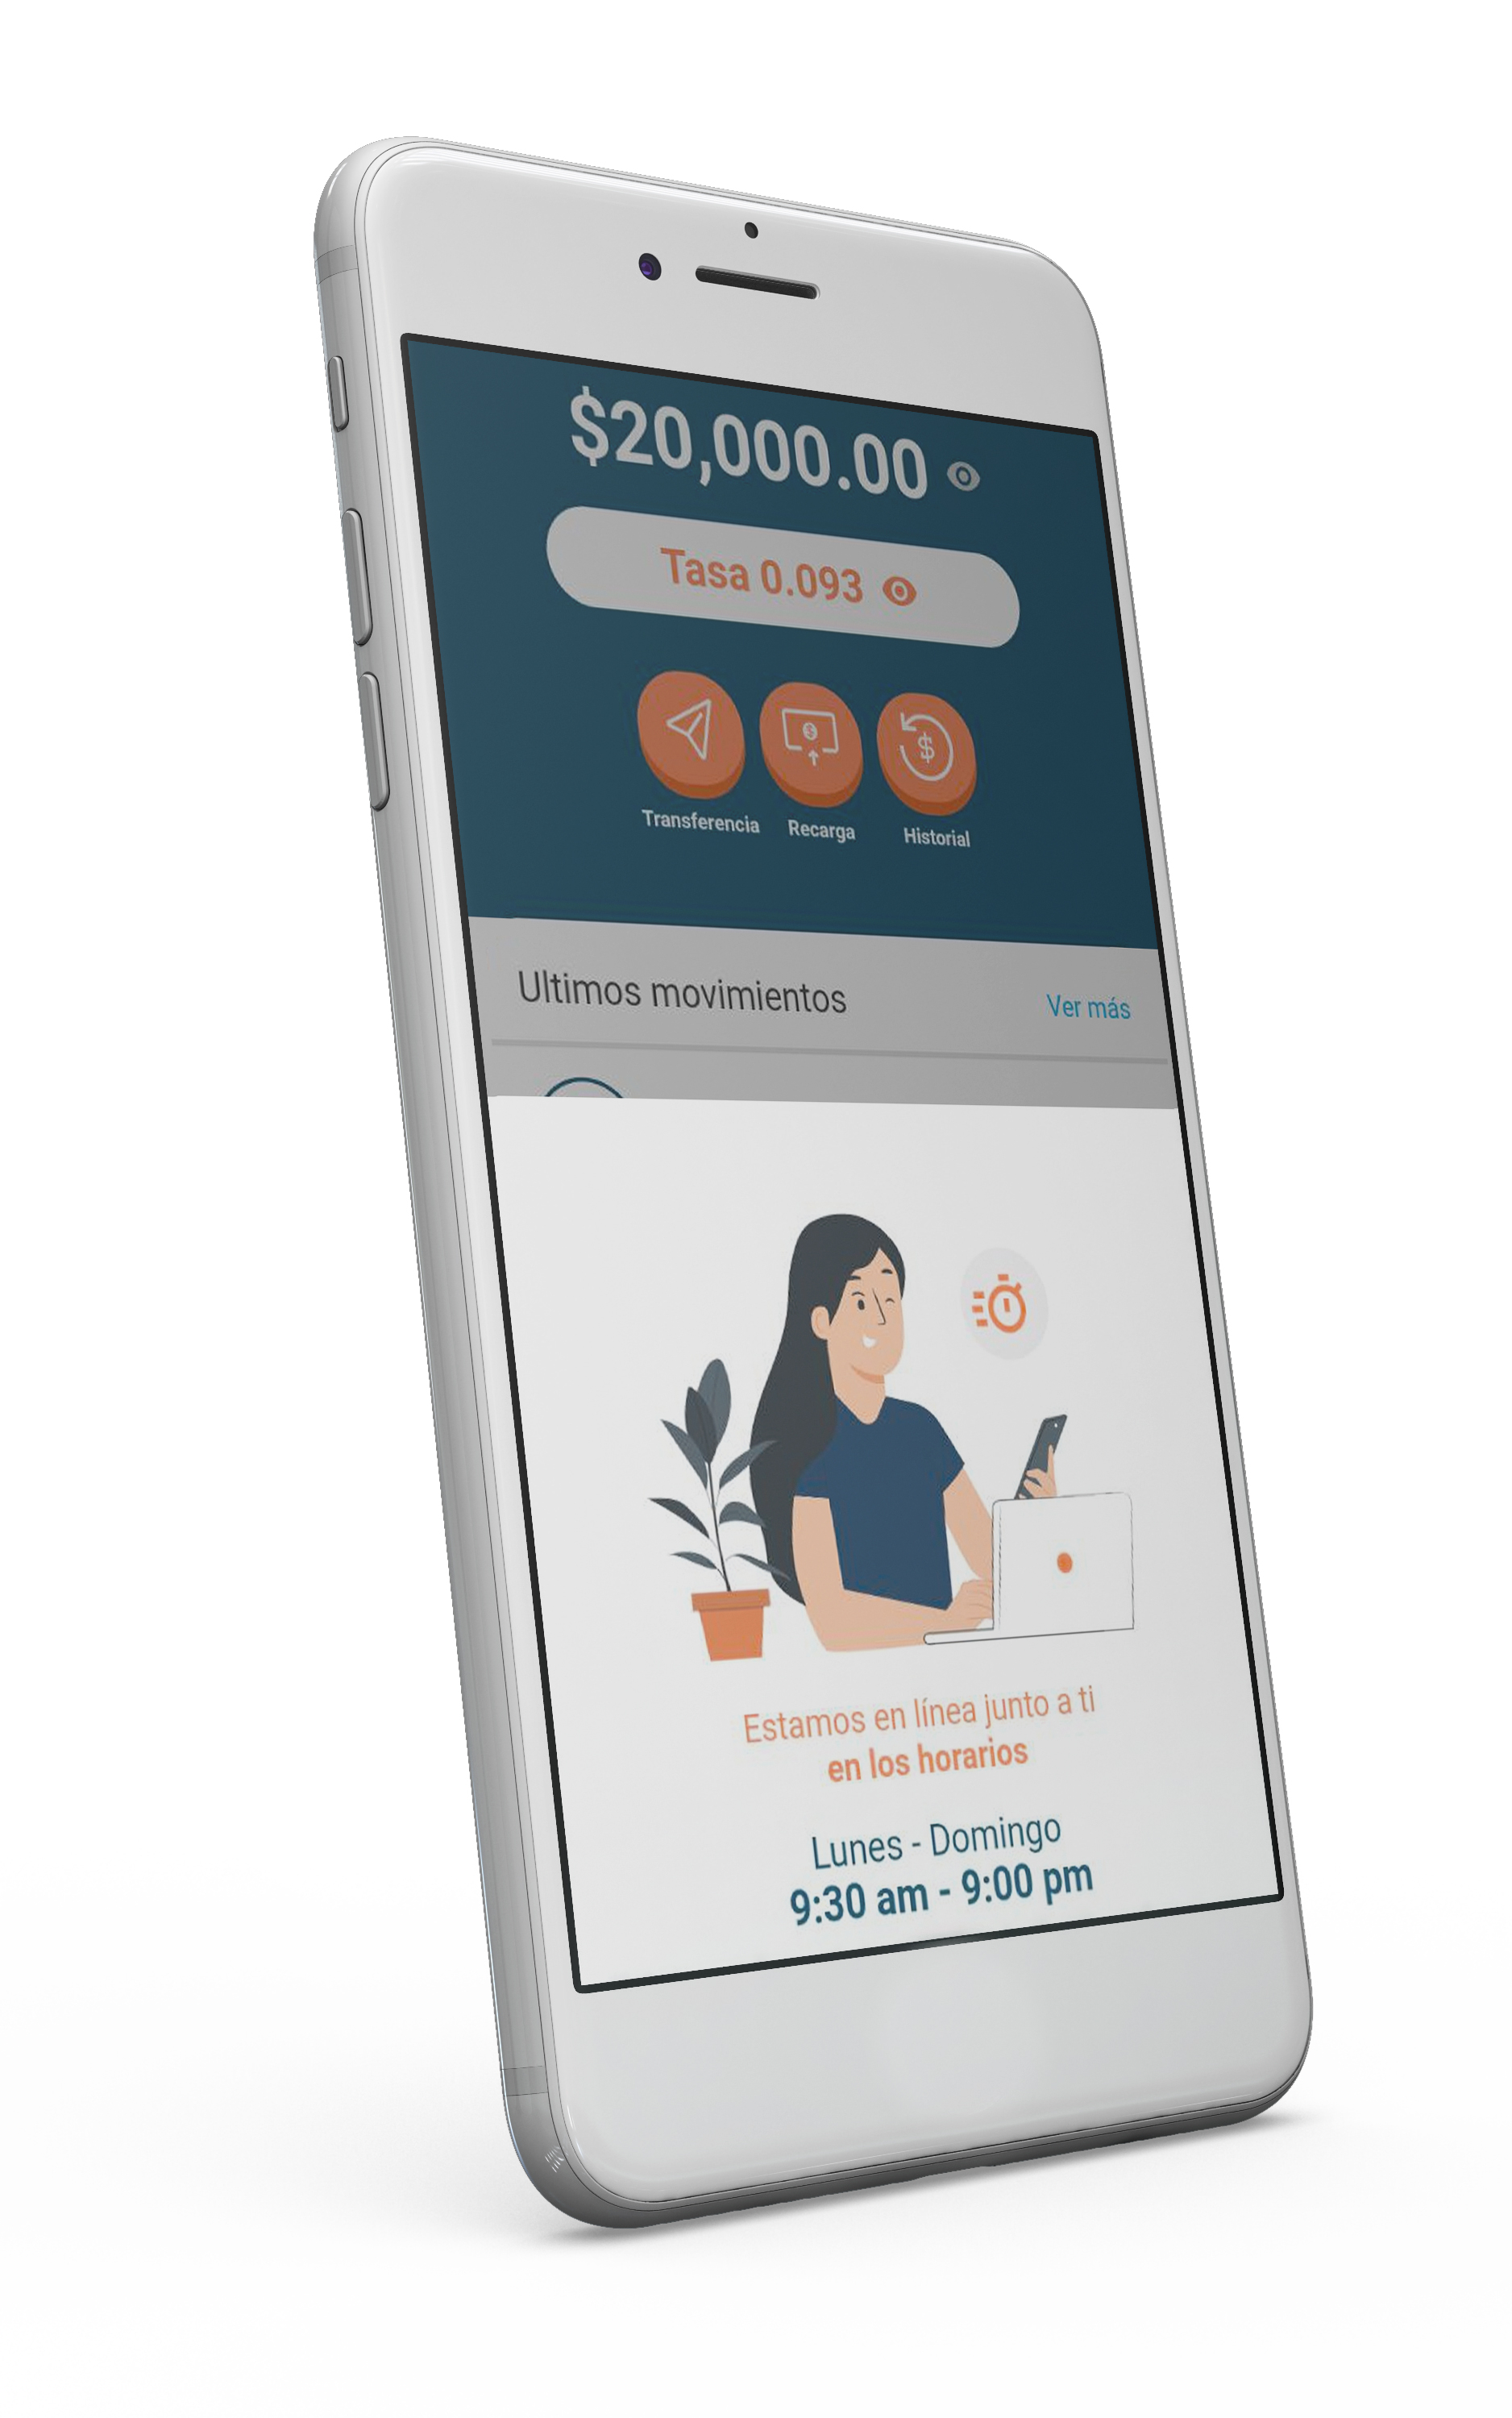 $20,000.00
Tasa 0.093
Transferencia Recarga Historial
Ultimos movimientos Ver más
Estamos en línea junto a ti
en los horarios
Lunes - Domingo
9:30 am - 9:00 pm